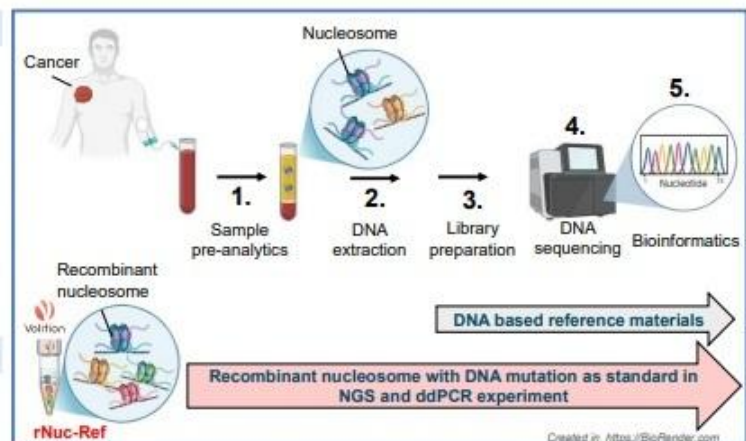 Cancer
Nucleosome
1.
Sample
pre-analytics
2.
DNA
extraction
3.
Library
preparation
4.
DNA
sequencing
5.
Nucleotide
Bioinformatics
Recombinant
nucleosome
Volition
rNuc-Ref
DNA based reference materials
Recombinant nucleosome with DNA mutation as standard in
NGS and ddPCR experiment
Created in https://BioRender.com